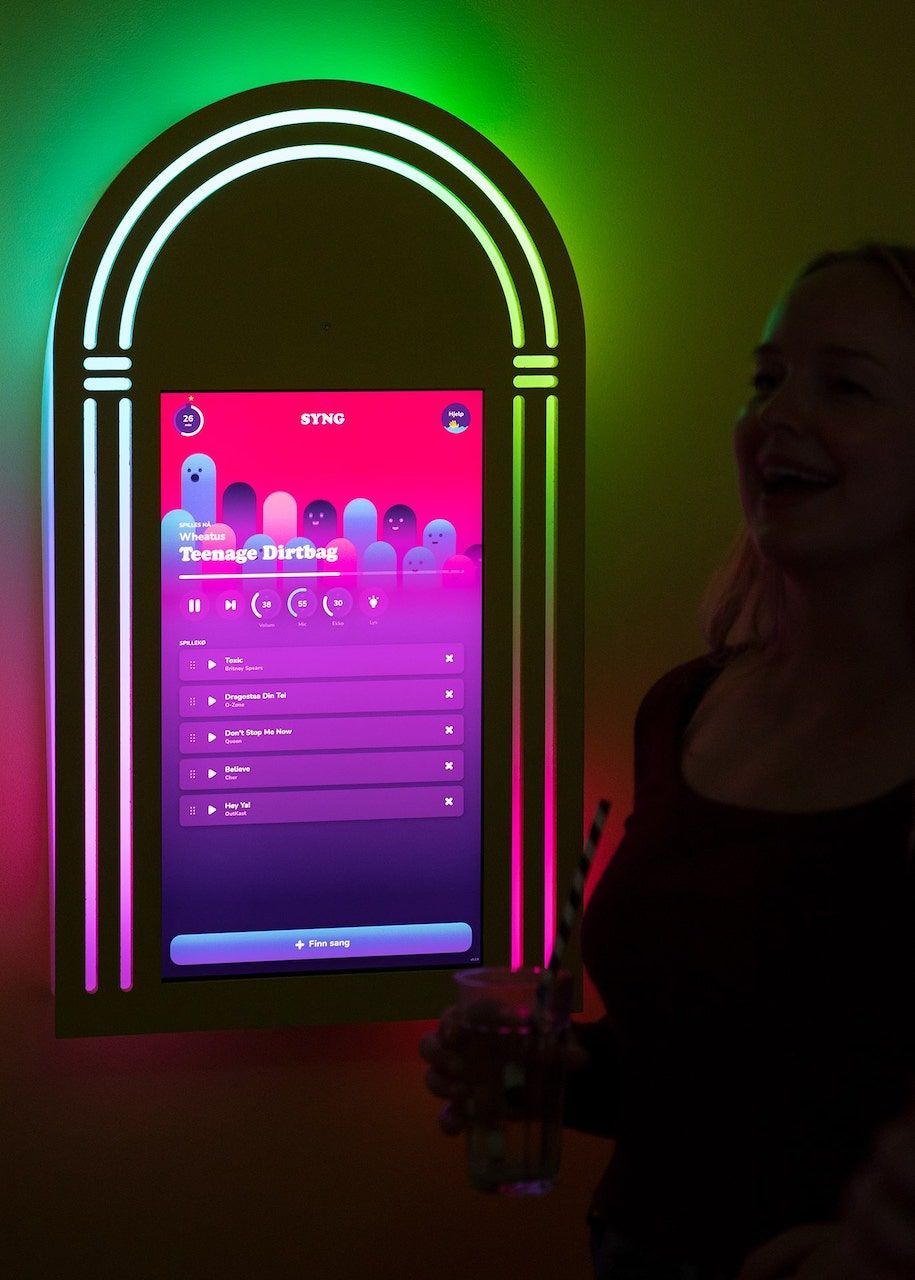 26
min
SYNG
Hjelp
SPILLES NÅ
Wheatus
Teenage Dirtbag
38
55
30
Volum
Mic
Ekko
Lys
SPILLEKØ
Toxic
Britney Spears
Dragostea Din Tei
O-Zone
Don't Stop Me Now
Queen
Believe
Cher
Hey Ya!
OutKast
+ Finn sang